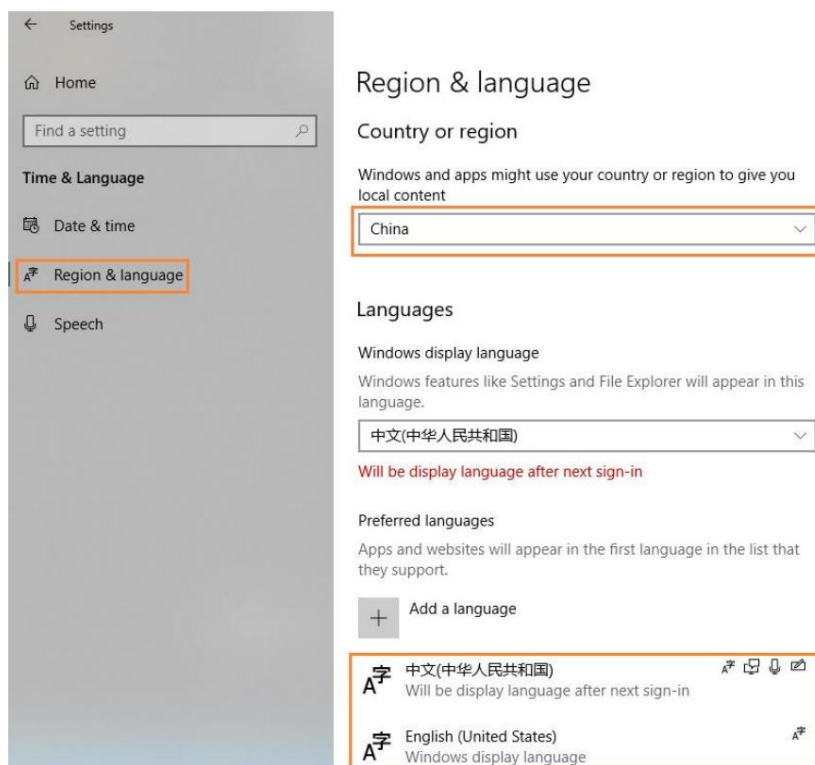 Settings
Home
Find a setting
Time & Language
Date & time
Region & language
Speech
Region & language
Country or region
Windows and apps might use your country or region to give you
local content
China
Languages
Windows display language
Windows features like Settings and File Explorer will appear in this
language.
中文(中华人民共和国)
Will be display language after next sign-in
Preferred languages
Apps and websites will appear in the first language in the list that
they support.
Add a language
中文(中华人民共和国)
Will be display language after next sign-in
English (United States)
Windows display language